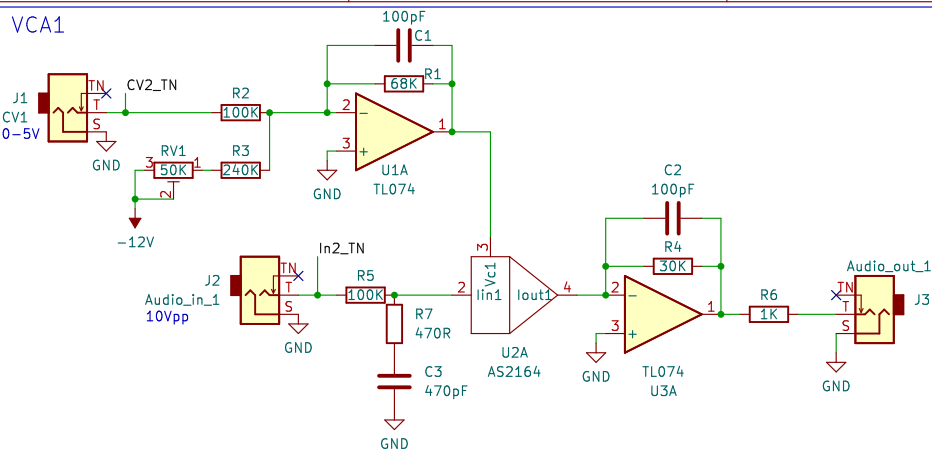 VCA1
100pF
C1
R1
68K
J1
CV1
0-5V
TN
T
S
CV2_TN
GND
R2
100K
2
3
1
U1A
TL074
GND
RV1
3
50K
1
2
R3
240K
-12V
J2
Audio_in_1
10Vpp
TN
T
S
In2_TN
GND
R5
100K
R7
470R
C3
470pF
GND
3
Vc1
2
Iin1
Iout1
4
U2A
AS2164
C2
100pF
R4
30K
2
3
1
GND
TL074
U3A
R6
1K
Audio_out_1
TN
T
S
J3
GND